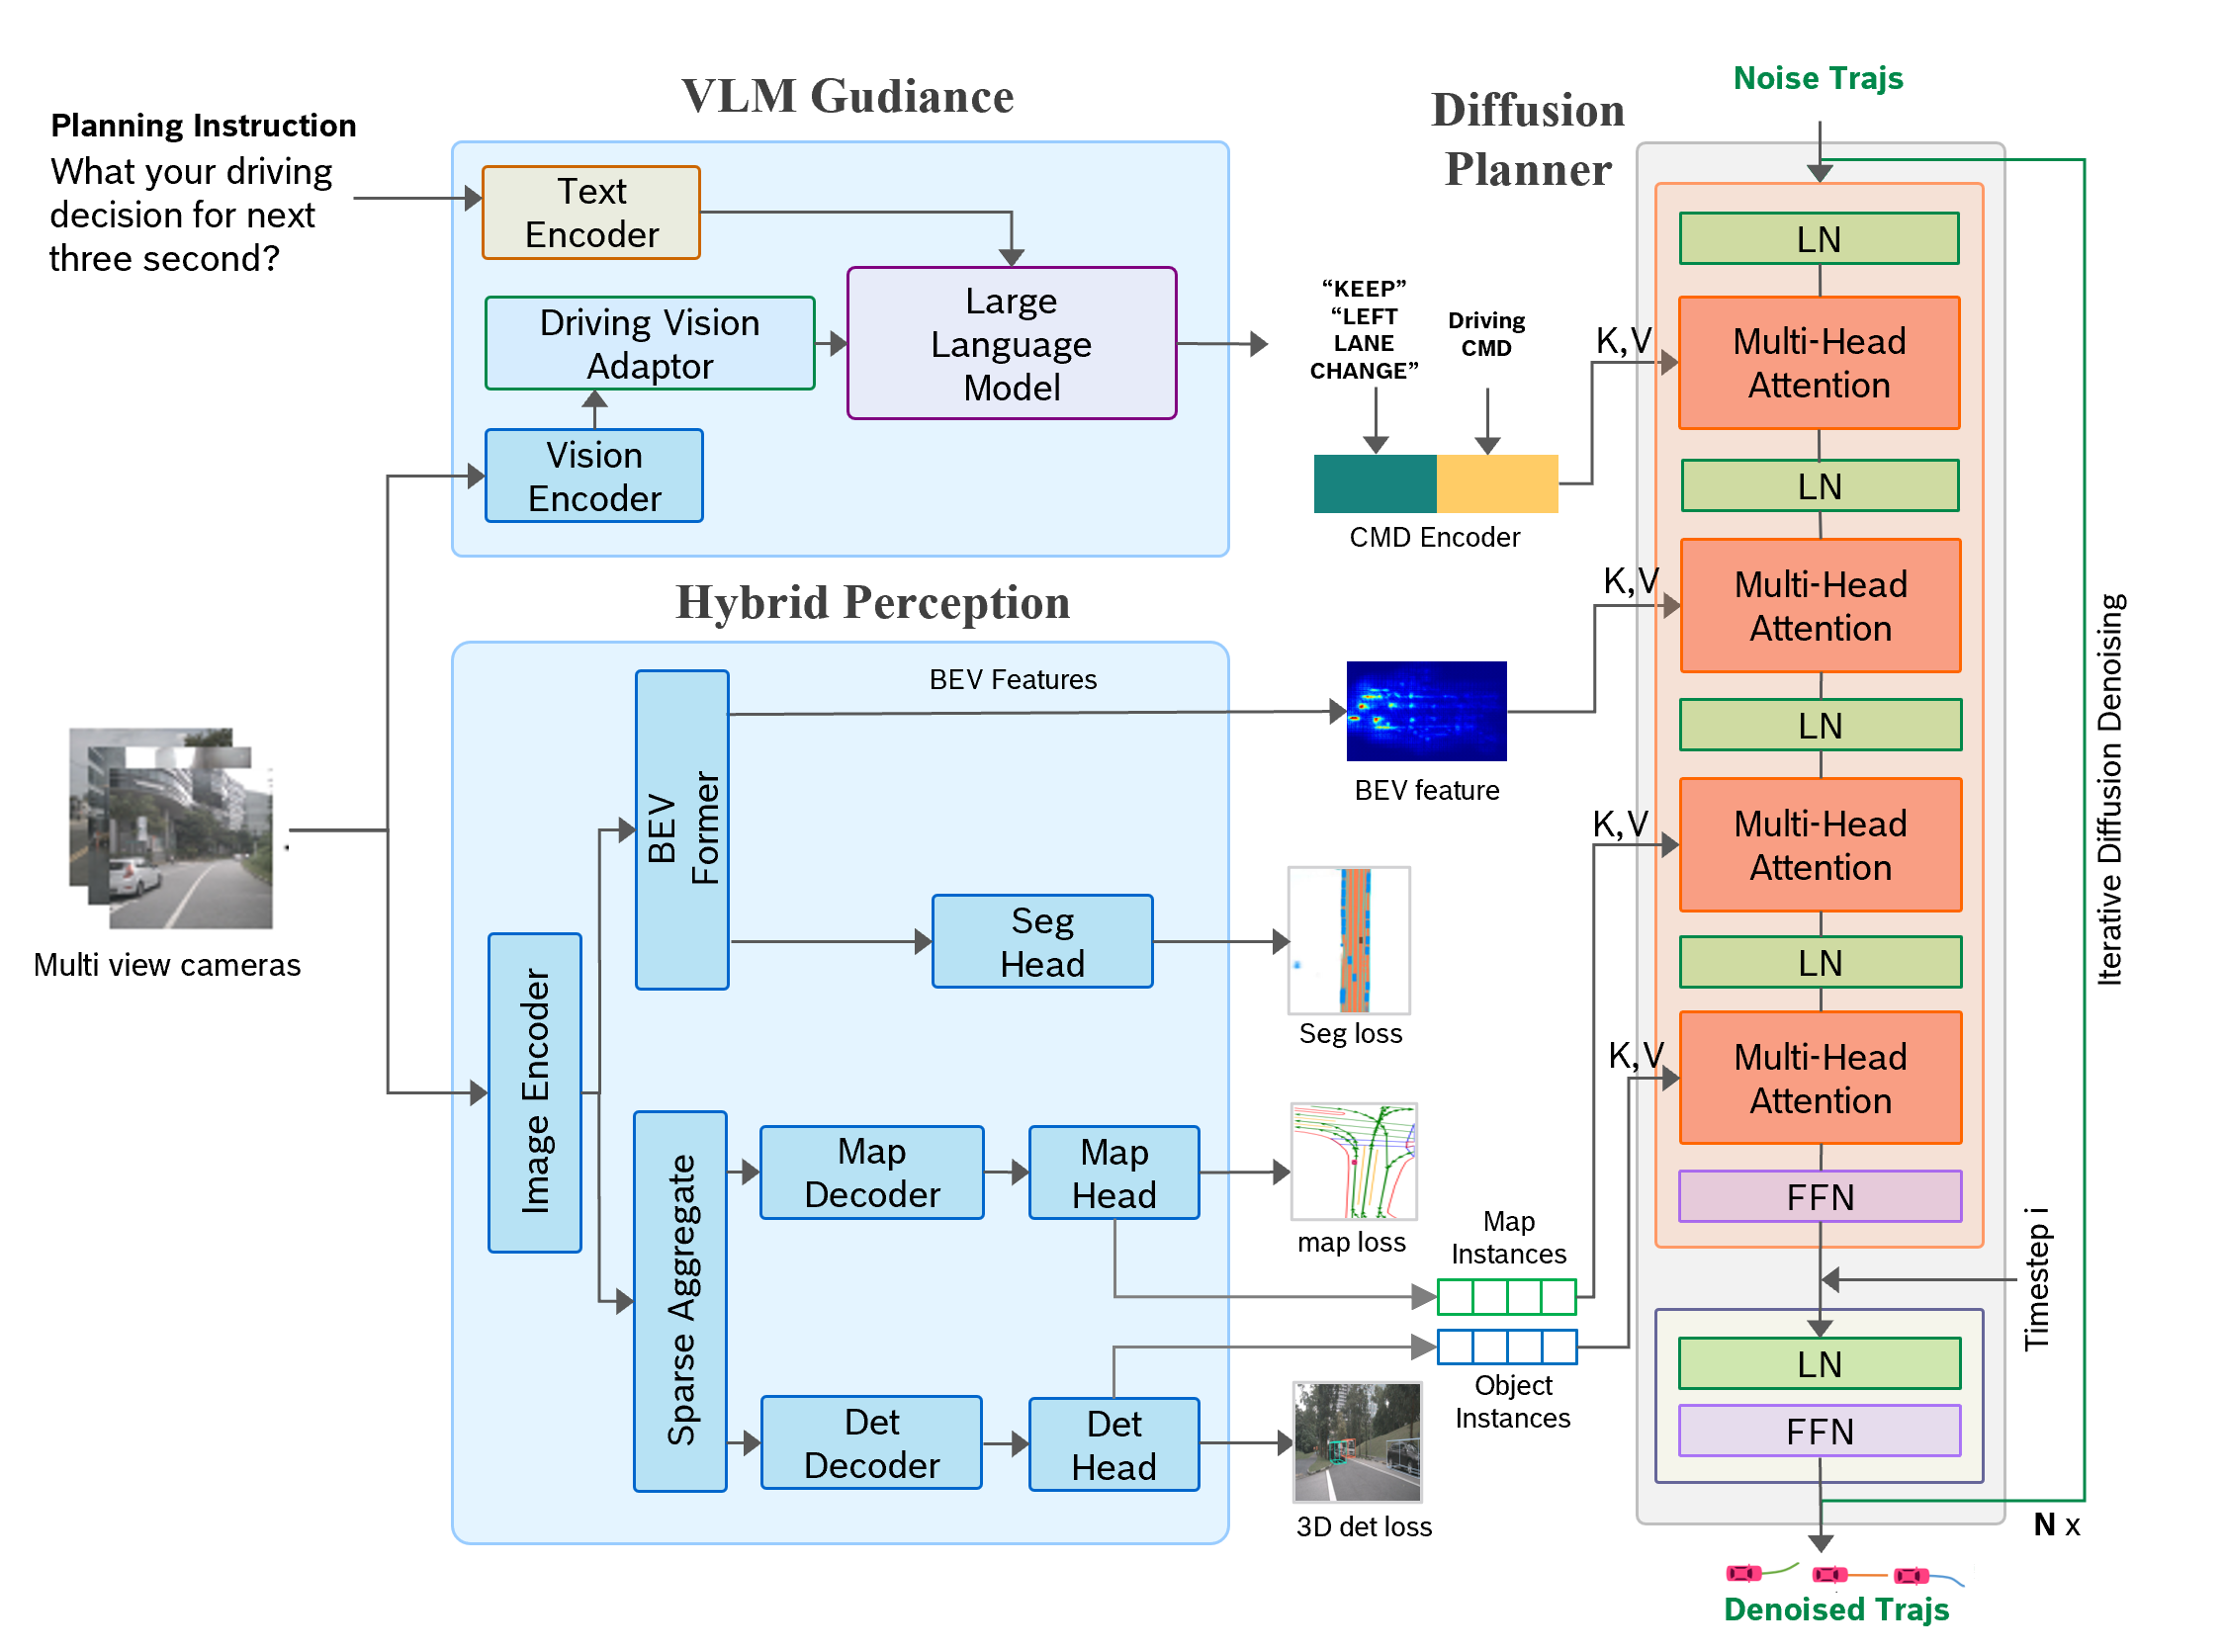 VLM Gudiance
Planning Instruction
What your driving
decision for next
three second?
Text
Encoder
Driving Vision
Adaptor
Vision
Encoder
Large
Language
Model
Hybrid Perception
Multi view cameras
Image Encoder
BEV
Former
BEV Features
Seg
Head
Sparse Aggregate
Map
Decoder
Map
Head
Det
Decoder
Det
Head
“KEEP”
“LEFT
LANE
CHANGE”
Driving
CMD
CMD Encoder
BEV feature
Seg loss
map loss
Map
Instances
Object
Instances
3D det loss
Diffusion
Planner
Noise Trajs
LN
K,V
Multi-Head
Attention
LN
K,V
Multi-Head
Attention
LN
K,V
Multi-Head
Attention
LN
K,V
Multi-Head
Attention
FFN
Timestep i
LN
FFN
Iterative Diffusion Denoising
N x
Denoised Trajs